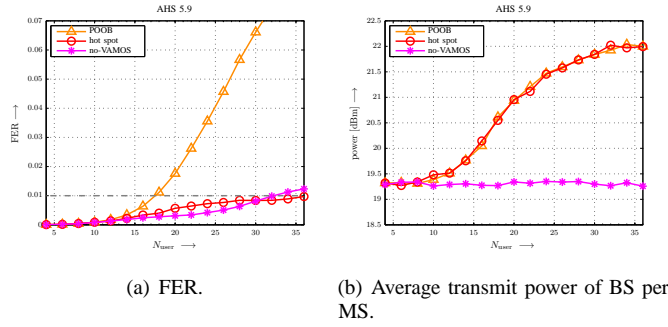 AHS 5.9
POOB
hot spot
no-VAMOS
FER ⟶
0.07
0.06
0.05
0.04
0.03
0.02
0.01
0
5 10 15 20 25 30 35
N_user ⟶
(a) FER.
AHS 5.9
POOB
hot spot
no-VAMOS
power [dBm] ⟶
22.5
22
21.5
21
20.5
20
19.5
19
18.5
5 10 15 20 25 30 35
N_user ⟶
(b) Average transmit power of BS per
MS.